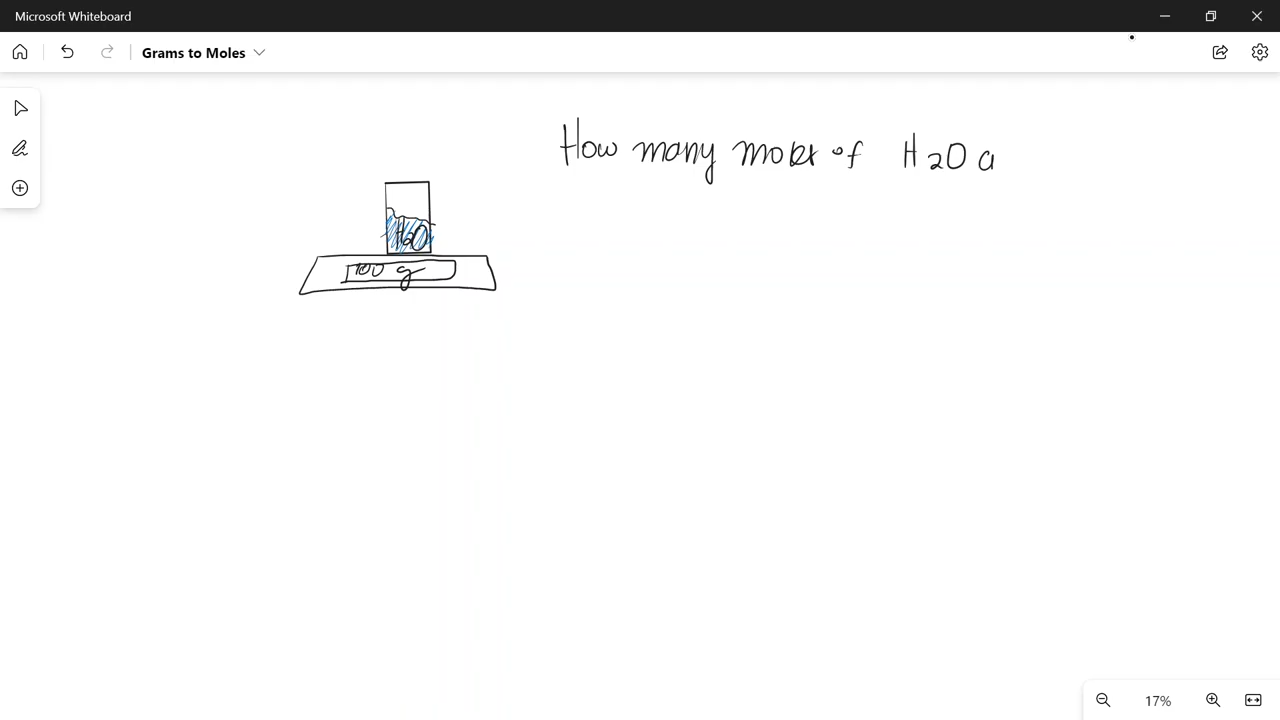 Microsoft Whiteboard
Grams to Moles
How many moles of H2O a
H2O
100 g
17%